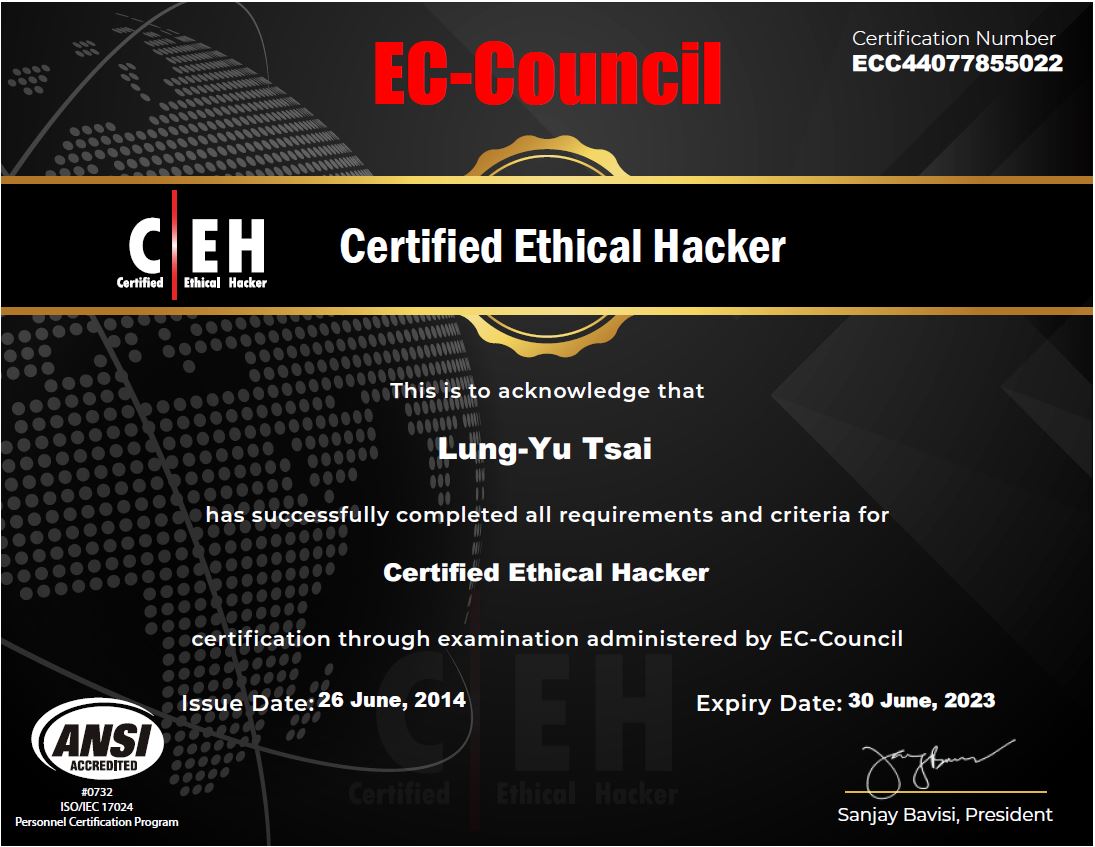 EC-Council
Certification Number
ECC44077855022
C EH
Certified Ethical Hacker
Certified Ethical Hacker
This is to acknowledge that
Lung-Yu Tsai
has successfully completed all requirements and criteria for
Certified Ethical Hacker
certification through examination administered by EC-Council
C EH
Certified Ethical Hacker
Issue Date: 26 June, 2014
Expiry Date: 30 June, 2023
ANSI
ACCREDITED
#0732
ISO/IEC 17024
Personnel Certification Program
Sanjay Bavisi, President